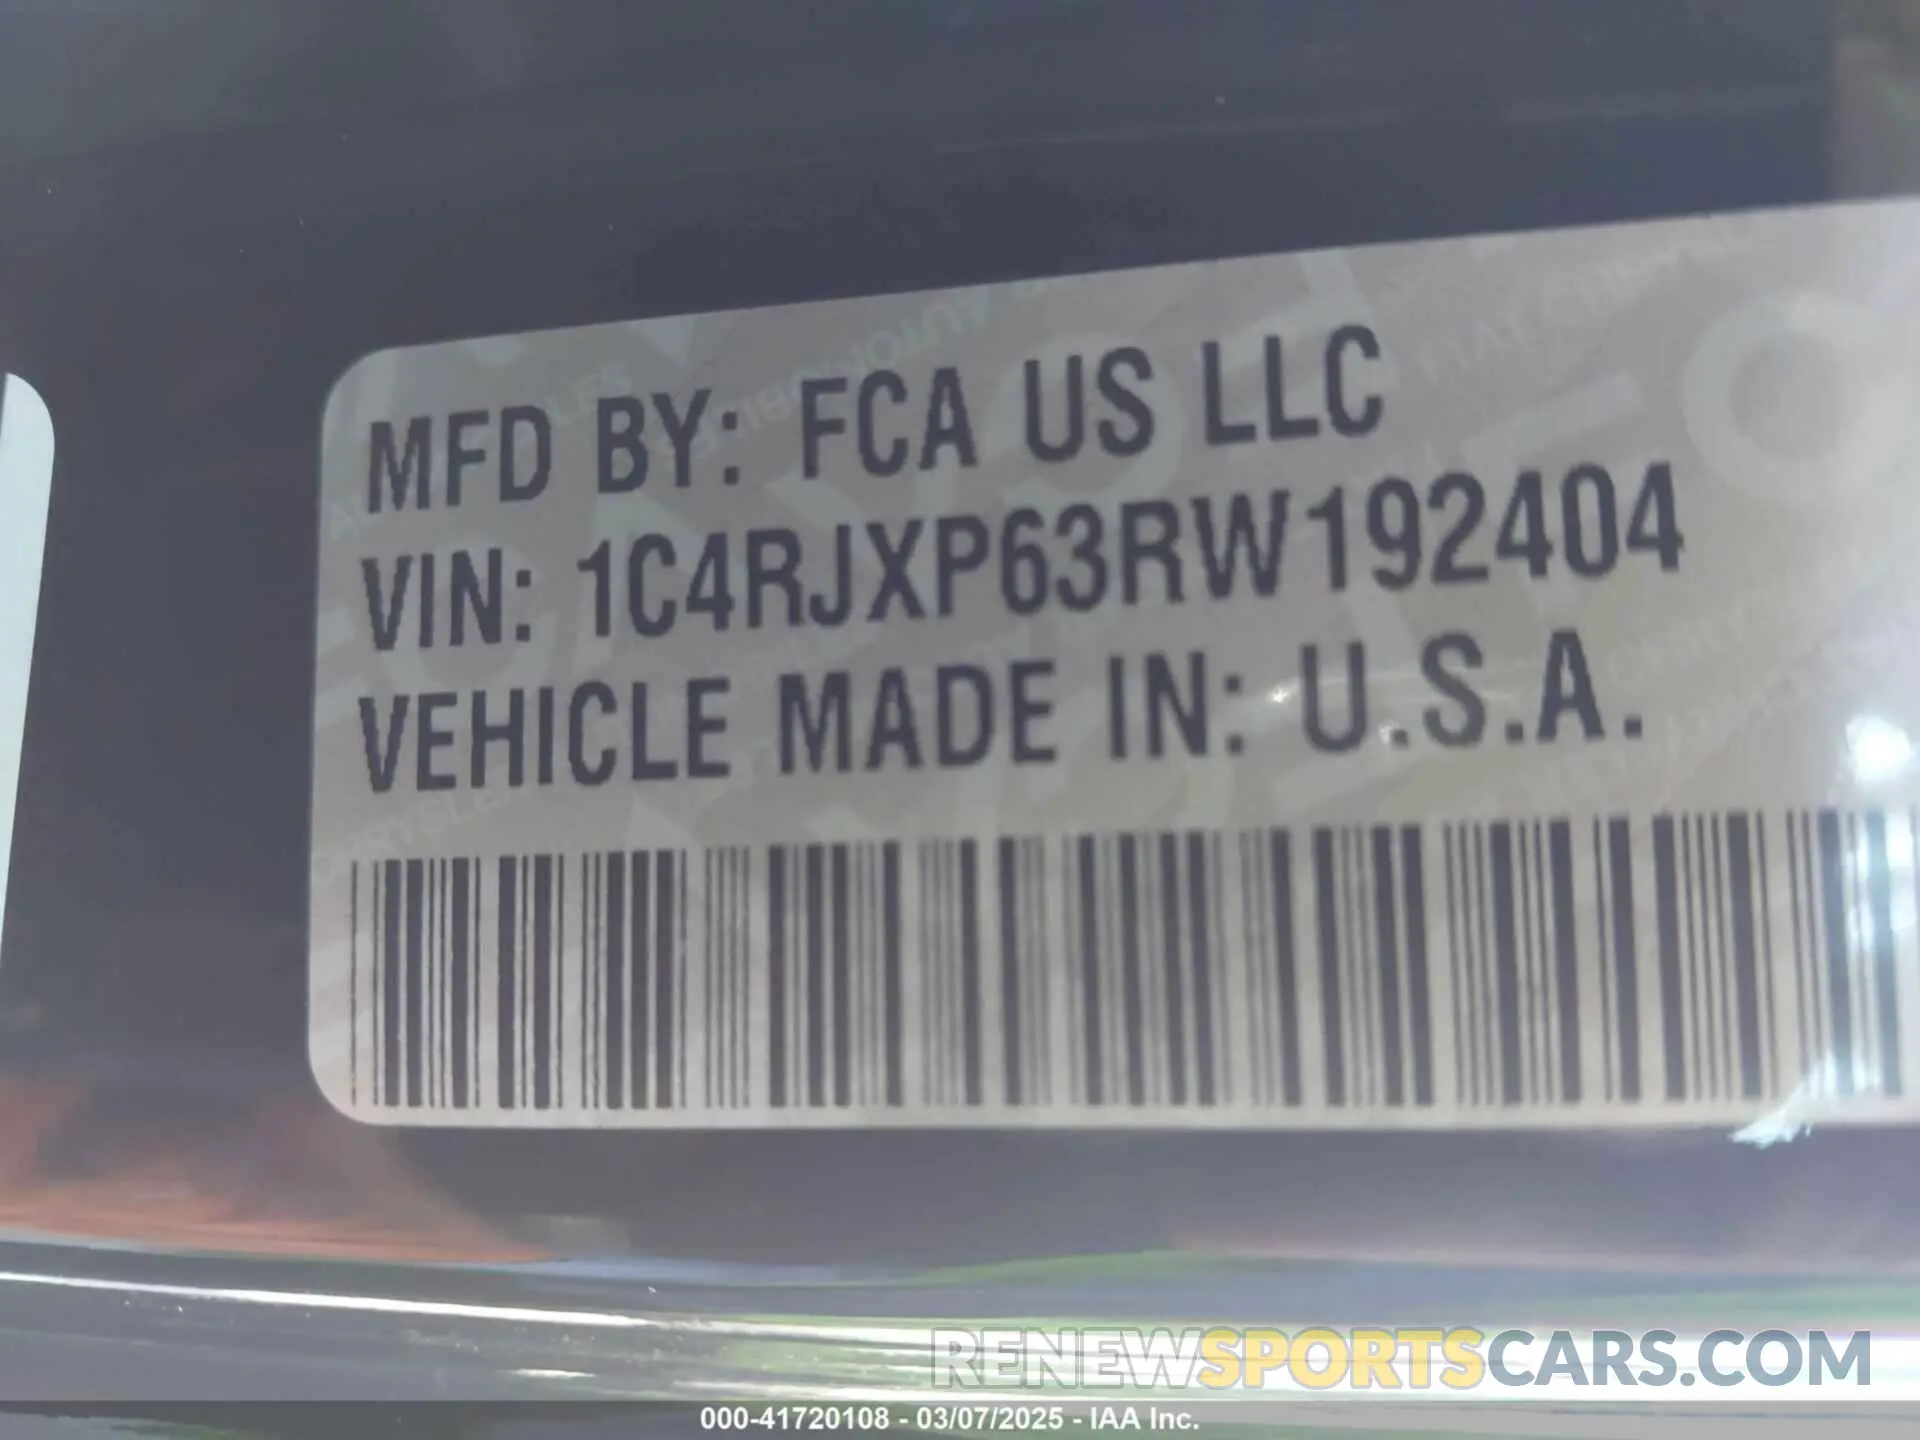 MFD BY: FCA US LLC
VIN: 1C4RJXP63RW192404
VEHICLE MADE IN: U.S.A.
RENEWSPORTSCARS.COM
000-41720108 - 03/07/2025 - IAA Inc.